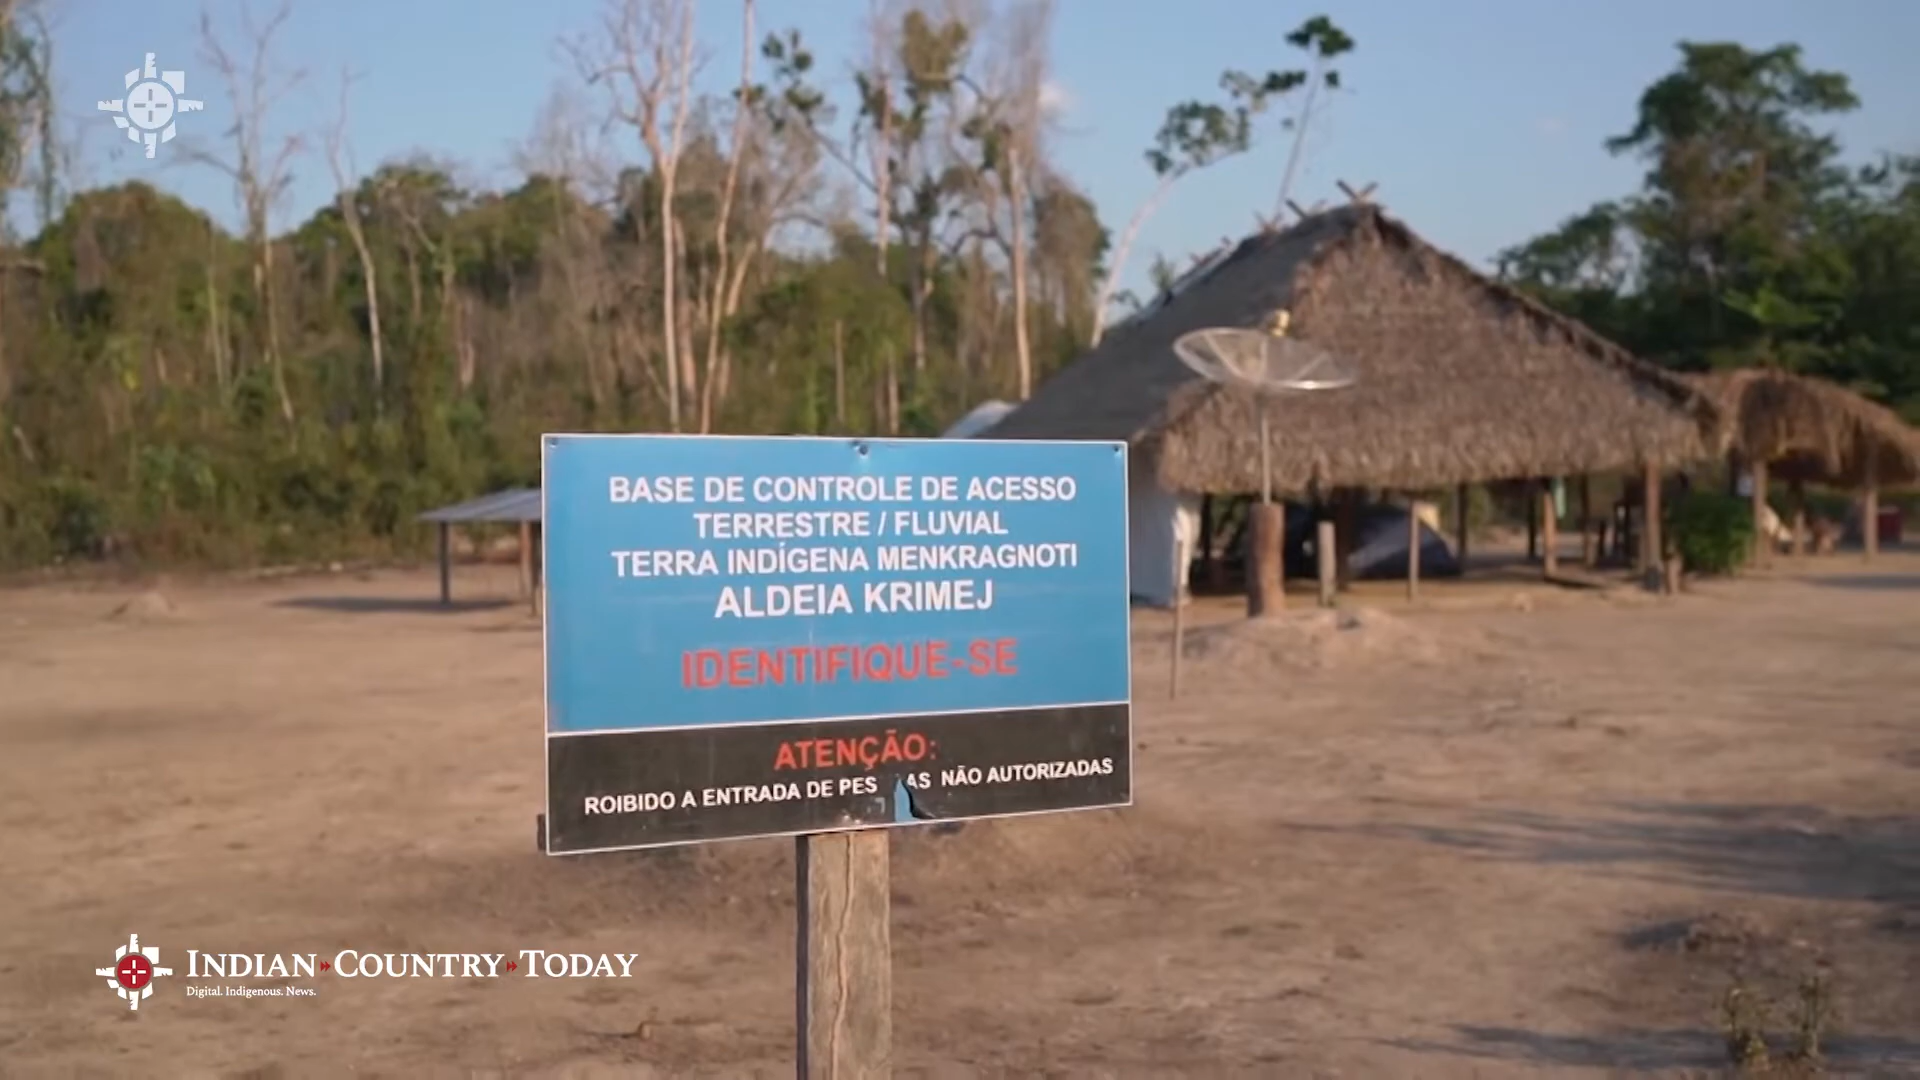 BASE DE CONTROLE DE ACESSO
TERRESTRE / FLUVIAL
TERRA INDÍGENA MENKRAGNOTI
ALDEIA KRIMEJ
IDENTIFIQUE-SE
ATENÇÃO:
ROIBIDO A ENTRADA DE PES AS NÃO AUTORIZADAS
INDIAN COUNTRY TODAY
Digital. Indigenous. News.